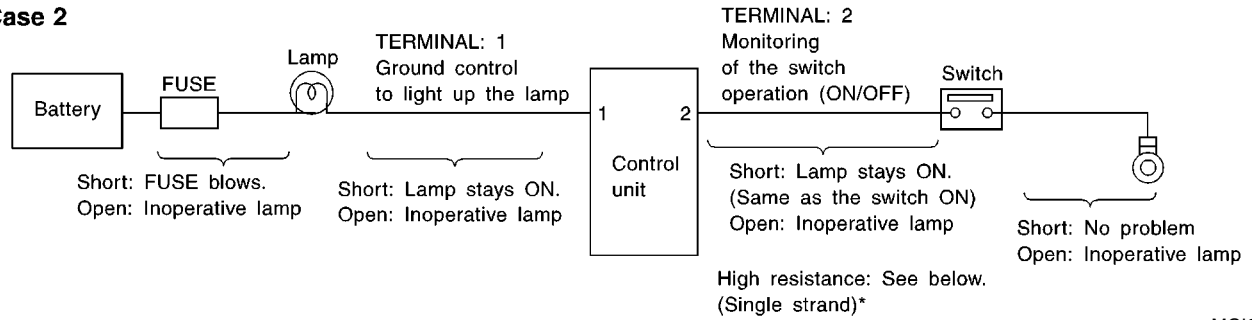 Case 2
Battery
FUSE
Lamp
TERMINAL: 1
Ground control
to light up the lamp
TERMINAL: 2
Monitoring
of the switch
operation (ON/OFF)
Switch
1
2
Control
unit
Short: FUSE blows.
Open: Inoperative lamp
Short: Lamp stays ON.
Open: Inoperative lamp
Short: Lamp stays ON.
(Same as the switch ON)
Open: Inoperative lamp
High resistance: See below.
(Single strand)*
Short: No problem
Open: Inoperative lamp